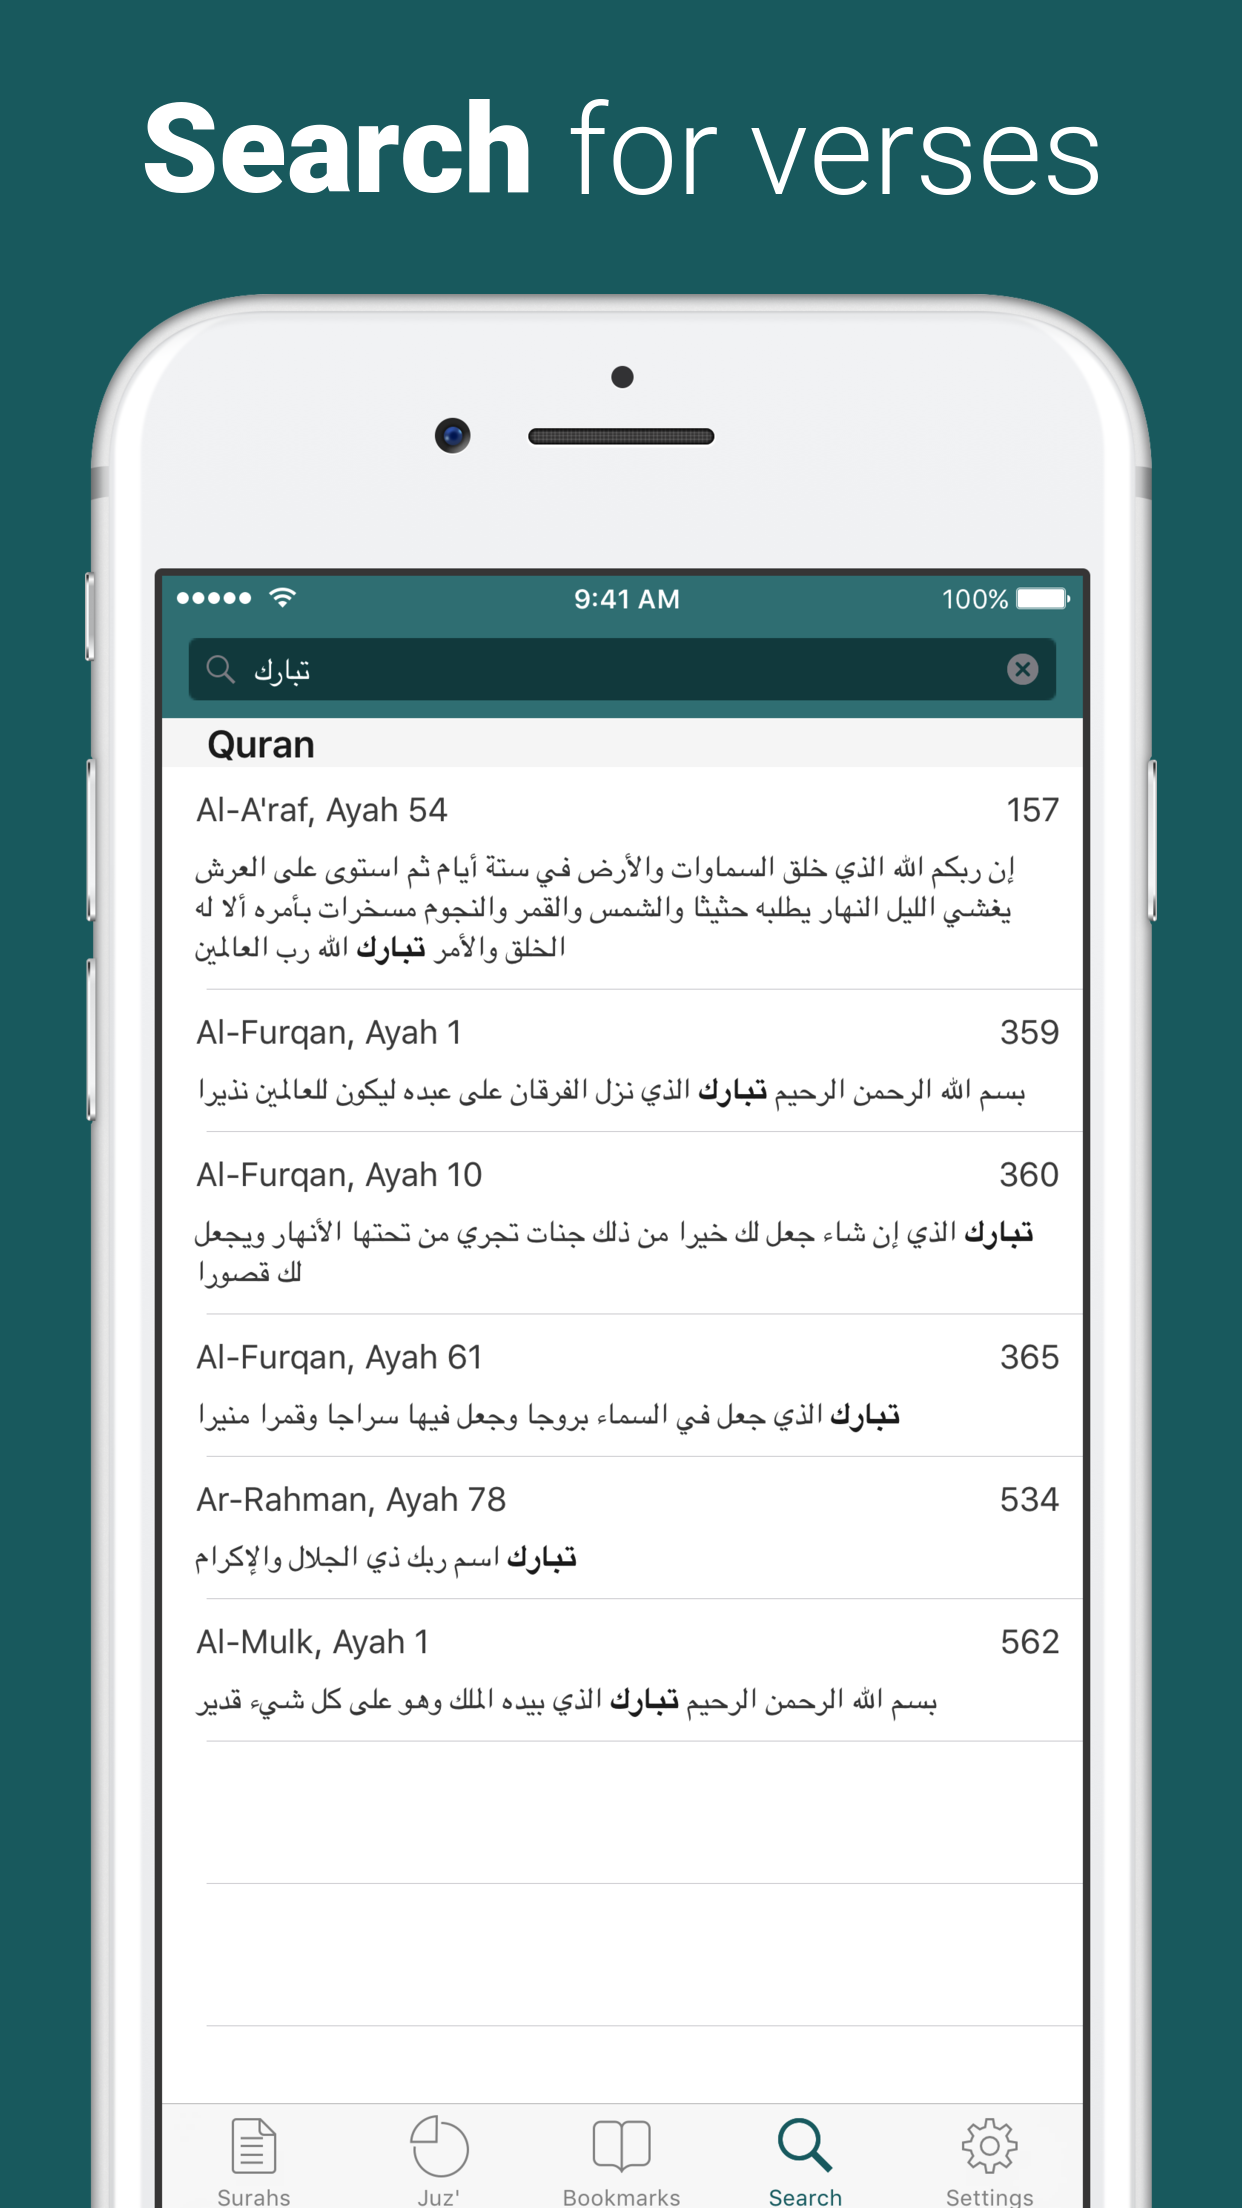 Search for verses
9:41 AM
100%
تبارك
Quran
Al-A'raf, Ayah 54
157
إن ربكم الله الذي خلق السماوات والأرض في ستة أيام ثم استوى على العرش
يغشي الليل النهار يطلبه حثيثا والشمس والقمر والنجوم مسخرات بأمره ألا له
الخلق والأمر تبارك الله رب العالمين
Al-Furqan, Ayah 1
359
بسم الله الرحمن الرحيم تبارك الذي نزل الفرقان على عبده ليكون للعالمين نذيرا
Al-Furqan, Ayah 10
360
تبارك الذي إن شاء جعل لك خيرا من ذلك جنات تجري من تحتها الأنهار ويجعل
لك قصورا
Al-Furqan, Ayah 61
365
تبارك الذي جعل في السماء بروجا وجعل فيها سراجا وقمرا منيرا
Ar-Rahman, Ayah 78
534
تبارك اسم ربك ذي الجلال والإكرام
Al-Mulk, Ayah 1
562
بسم الله الرحمن الرحيم تبارك الذي بيده الملك وهو على كل شيء قدير
Surahs
Juz'
Bookmarks
Search
Settings